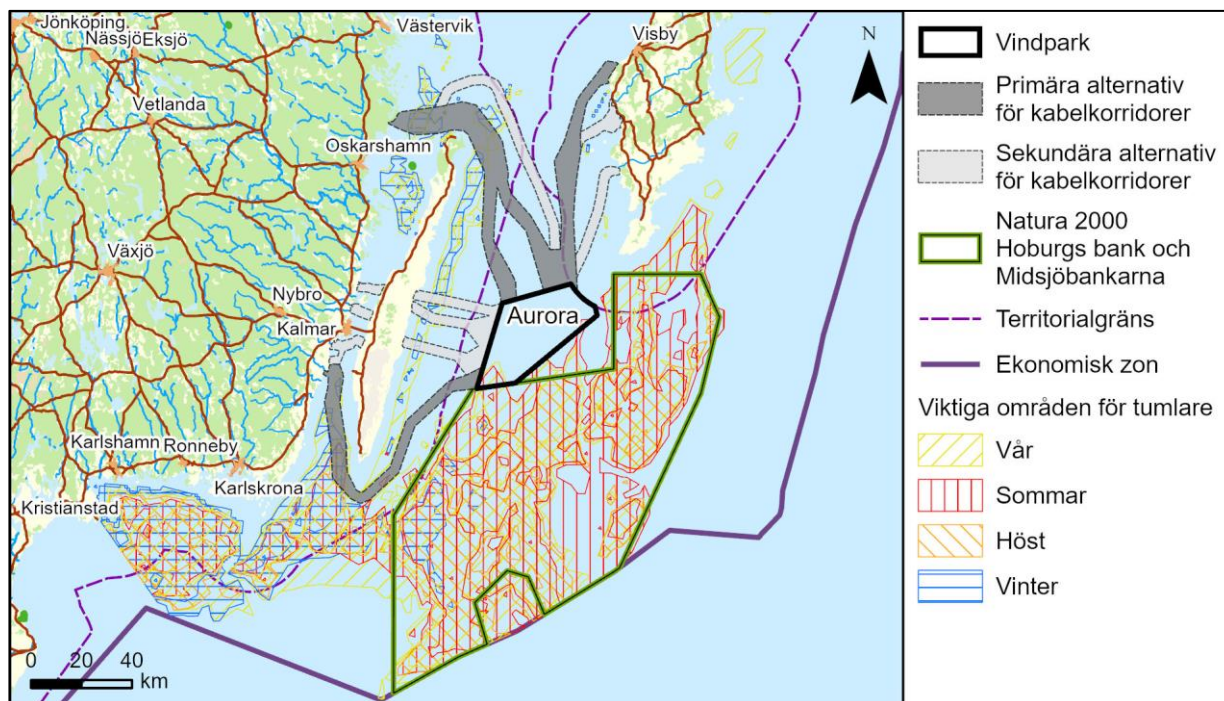 Jönköping
Västervik
Nässjö Eksjö
Visby
N
Vetlanda
Oskarshamn
Växjö
Nybro
Kalmar
Aurora
Karlshamn
Ronneby
Karlskrona
Kristianstad
0 20 40
km
Vindpark
Primära alternativ
för kabelkorridorer
Sekundära alternativ
för kabelkorridorer
Natura 2000
Hoburgs bank och
Midsjöbankarna
Territorialgräns
Ekonomisk zon
Viktiga områden för tumlare
Vår
Sommar
Höst
Vinter